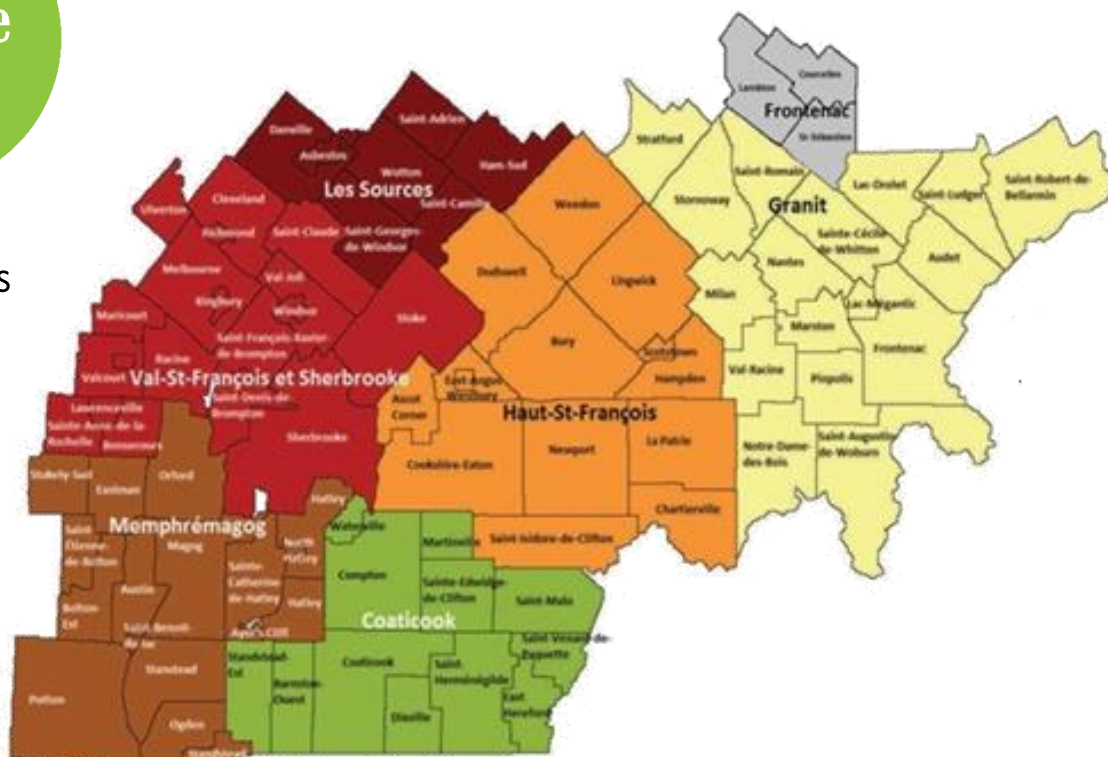 e
s
Lambton
Courcelles
Frontenac
St-Sébastien
Stratford
Saint-Romain
Stornoway
Granit
Lac-Drolet
Saint-Ludger
Saint-Robert-de-
Bellarmin
Sainte-Cécile
de-Whitton
Nantes
Audet
Milan
Lac-Mégantic
Marston
Frontenac
Val-Racine
Piopolis
Notre-Dame-
des-Bois
Saint-Augustin
de-Woburn
Danville
Asbestos
Saint-Adrien
Wotton
Ham-Sud
Les Sources
Saint-Camille
Saint-Georges-
de-Windsor
Ulverton
Cleveland
Richmond
Saint-Claude
Melbourne
Val-Joli
Kingbury
Windsor
Stoke
Maricourt
Saint-François-Xavier-
de-Brompton
Racine
Valcourt
Val-St-François et Sherbrooke
Saint-Denis-de-
Brompton
Lawrenceville
Sainte-Anne-de-la-
Rochelle
Bonsecours
Sherbrooke
Weedon
Dudswell
Lingwick
Bury
Scotstown
Hampden
East-Angus
Westbury
Ascot
Corner
Haut-St-François
Cookshire-Eaton
Newport
La Patrie
Chartierville
Saint-Isidore-de-Clifton
Stukely-Sud
Eastman
Orford
Hatley
Memphrémagog
Magog
Saint-
Étienne-
de-Bolton
North
Hatley
Sainte-
Catherine
de-Hatley
Austin
Hatley
Bolton-
Est
Saint-Benoit-
du-lac
Ayer's Cliff
Stanstead
Potton
Ogden
Stanstead
Waterville
Martinville
Compton
Sainte-Edwidge-
de-Clifton
Saint-Malo
Coaticook
Saint-Venant-de-
Paquette
Standstead-
Est
Coaticook
Saint-
Herménégilde
Barnston-
Ouest
Dixville
East
Hereford